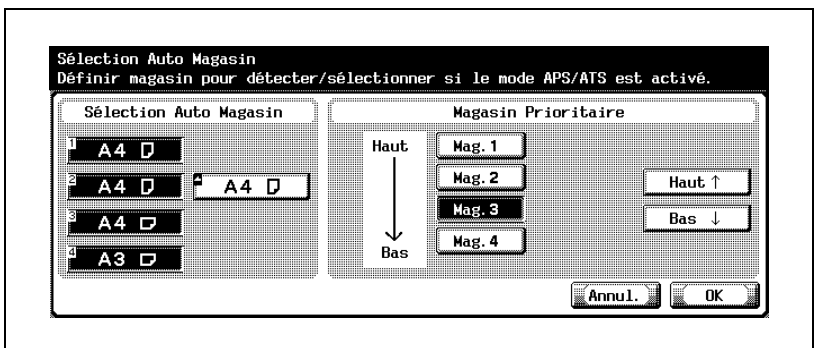 Sélection Auto Magasin
Définir magasin pour détecter/sélectionner si le mode APS/ATS est activé.
Sélection Auto Magasin
1 A4
2 A4
A4
3 A4
4 A3
Magasin Prioritaire
Haut
Bas
Mag. 1
Mag. 2
Mag. 3
Mag. 4
Haut ↑
Bas ↓
Annul.
OK